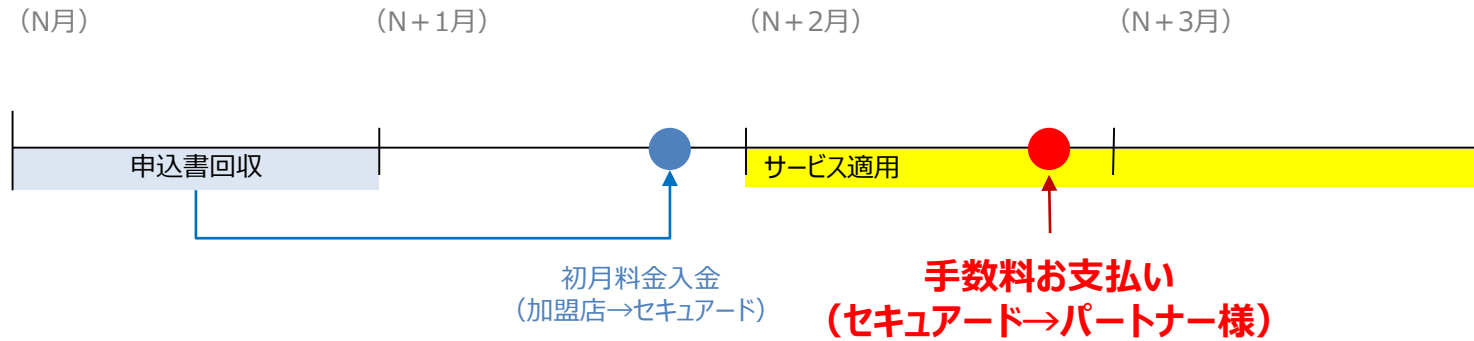 （N月）
（N＋1月）
（N＋2月）
（N＋3月）
申込書回収
サービス適用
初月料金入金
（加盟店→セキュアード）
手数料お支払い
（セキュアード→パートナー様）